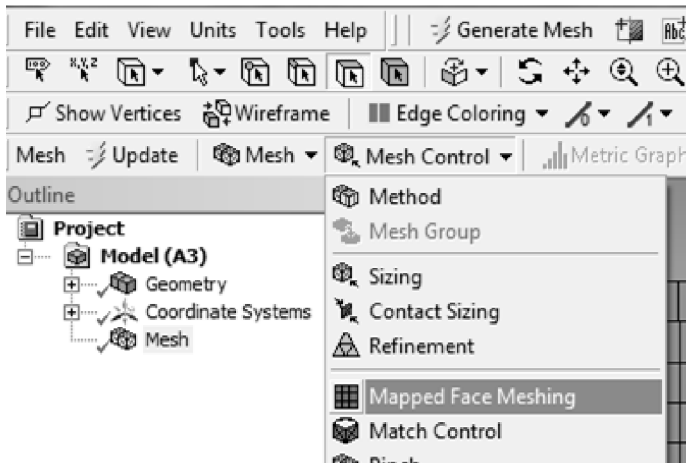 File Edit View Units Tools Help Generate Mesh
Show Vertices Wireframe Edge Coloring
Mesh Update Mesh Mesh Control Metric Graph
Outline
Project
Model (A3)
Geometry
Coordinate Systems
Mesh
Method
Mesh Group
Sizing
Contact Sizing
Refinement
Mapped Face Meshing
Match Control
Pinch